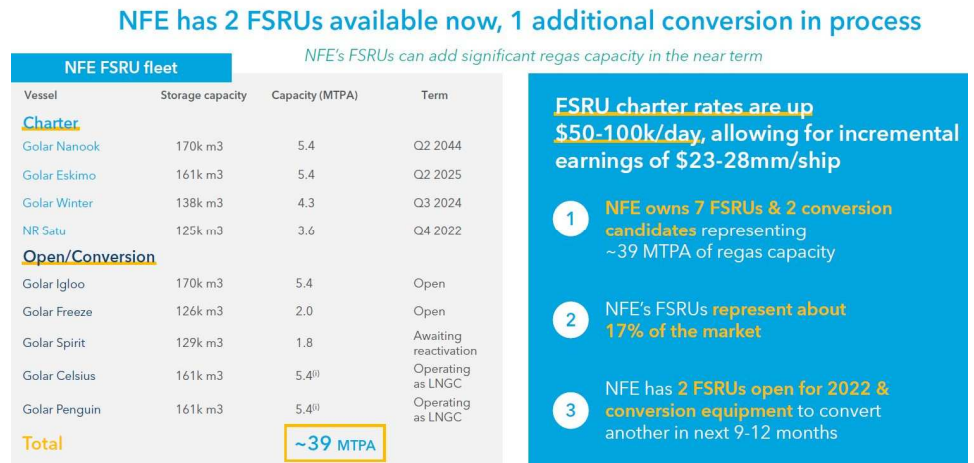 NFE has 2 FSRUs available now, 1 additional conversion in process
NFE's FSRUs can add significant regas capacity in the near term
NFE FSRU fleet
Vessel Storage capacity Capacity (MTPA) Term
Charter
Golar Nanook 170k m3 5.4 Q2 2044
Golar Eskimo 161k m3 5.4 Q2 2025
Golar Winter 138k m3 4.3 Q3 2024
NR Satu 125k m3 3.6 Q4 2022
Open/Conversion
Golar Igloo 170k m3 5.4 Open
Golar Freeze 126k m3 2.0 Open
Golar Spirit 129k m3 1.8 Awaiting
reactivation
Golar Celsius 161k m3 5.4(i) Operating
as LNGC
Golar Penguin 161k m3 5.4(i) Operating
as LNGC
Total ~39 MTPA
FSRU charter rates are up
$50-100k/day, allowing for incremental
earnings of $23-28mm/ship
1
NFE owns 7 FSRUs & 2 conversion
candidates representing
~39 MTPA of regas capacity
2
NFE's FSRUs represent about
17% of the market
3
NFE has 2 FSRUs open for 2022 &
conversion equipment to convert
another in next 9-12 months